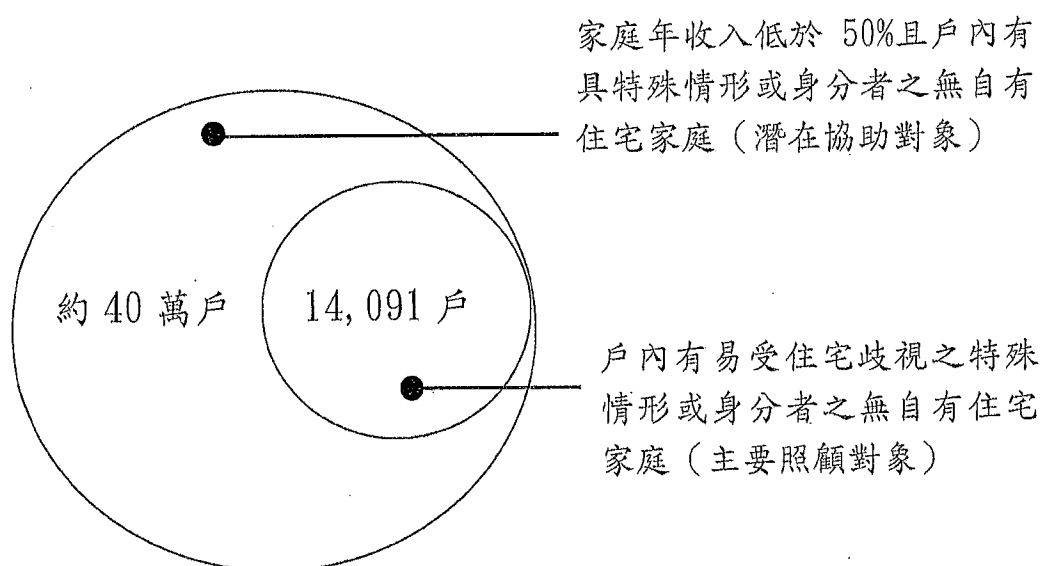 家庭年收入低於 50%且戶內有
具特殊情形或身分者之無自有
住宅家庭（潛在協助對象）
約 40 萬戶
14,091 戶
戶內有易受住宅歧視之特殊
情形或身分者之無自有住宅
家庭（主要照顧對象）